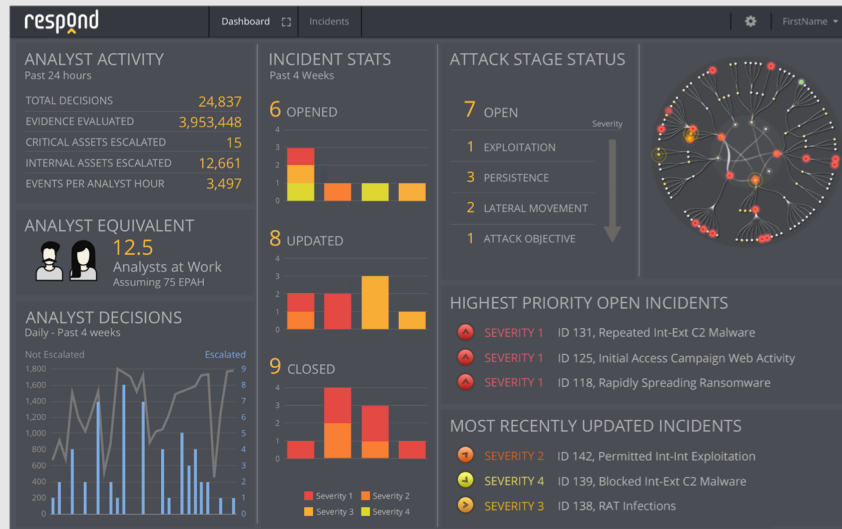 respond
Dashboard
Incidents
FirstName
ANALYST ACTIVITY
Past 24 hours
TOTAL DECISIONS 24,837
EVIDENCE EVALUATED 3,953,448
CRITICAL ASSETS ESCALATED 15
INTERNAL ASSETS ESCALATED 12,661
EVENTS PER ANALYST HOUR 3,497
ANALYST EQUIVALENT
12.5
Analysts at Work
Assuming 75 EPAH
ANALYST DECISIONS
Daily - Past 4 weeks
Not Escalated Escalated
1,800 9
1,600 8
1,400 7
1,200 6
1,000 5
800 4
600 3
400 2
200 1
0 0
INCIDENT STATS
Past 4 Weeks
6 OPENED
4
3
2
1
0
8 UPDATED
4
3
2
1
0
9 CLOSED
4
3
2
1
0
Severity 1 Severity 2
Severity 3 Severity 4
ATTACK STAGE STATUS
7 OPEN
Severity
1 EXPLOITATION
3 PERSISTENCE
2 LATERAL MOVEMENT
1 ATTACK OBJECTIVE
HIGHEST PRIORITY OPEN INCIDENTS
SEVERITY 1 ID 131, Repeated Int-Ext C2 Malware
SEVERITY 1 ID 125, Initial Access Campaign Web Activity
SEVERITY 1 ID 118, Rapidly Spreading Ransomware
MOST RECENTLY UPDATED INCIDENTS
SEVERITY 2 ID 142, Permitted Int-Int Exploitation
SEVERITY 4 ID 139, Blocked Int-Ext C2 Malware
SEVERITY 3 ID 138, RAT Infections